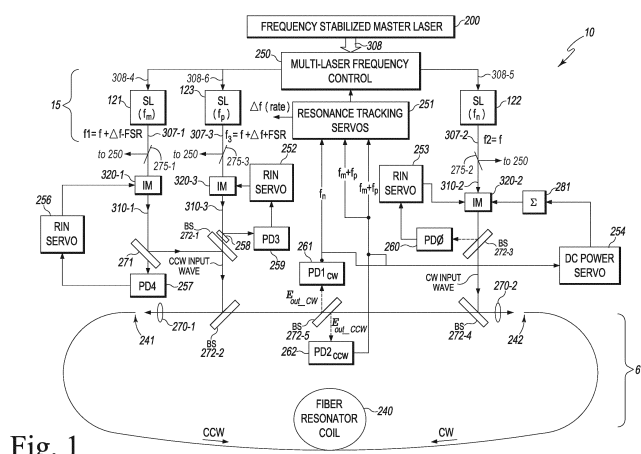 FREQUENCY STABILIZED MASTER LASER
200
10
308
250
MULTI-LASER FREQUENCY
CONTROL
308-4
308-6
308-5
15
121
SL
(fm)
123
SL
(fp)
Δf (rate)
RESONANCE TRACKING
SERVOS
251
SL
(fn)
122
f1= f + Δf-FSR
307-1
307-3
f3= f + Δf+FSR
307-2
f2= f
to 250
275-1
to 250
275-3
252
253
275-2
to 250
320-1
IM
320-3
IM
RIN
SERVO
fn
fm+fp
fm+fp
RIN
SERVO
310-2
320-2
IM
Σ
281
256
RIN
SERVO
310-1
310-3
BS
272-1
258
PD3
259
261
PD1CW
260
PDØ
BS
272-3
254
DC POWER
SERVO
271
PD4
257
CCW INPUT
WAVE
CW INPUT
WAVE
Eout_CW
Eout_CCW
241
270-1
BS
272-2
BS
272-5
262
PD2CCW
BS
272-4
270-2
242
6
FIBER
RESONATOR
COIL
240
CCW
CW
Fig. 1